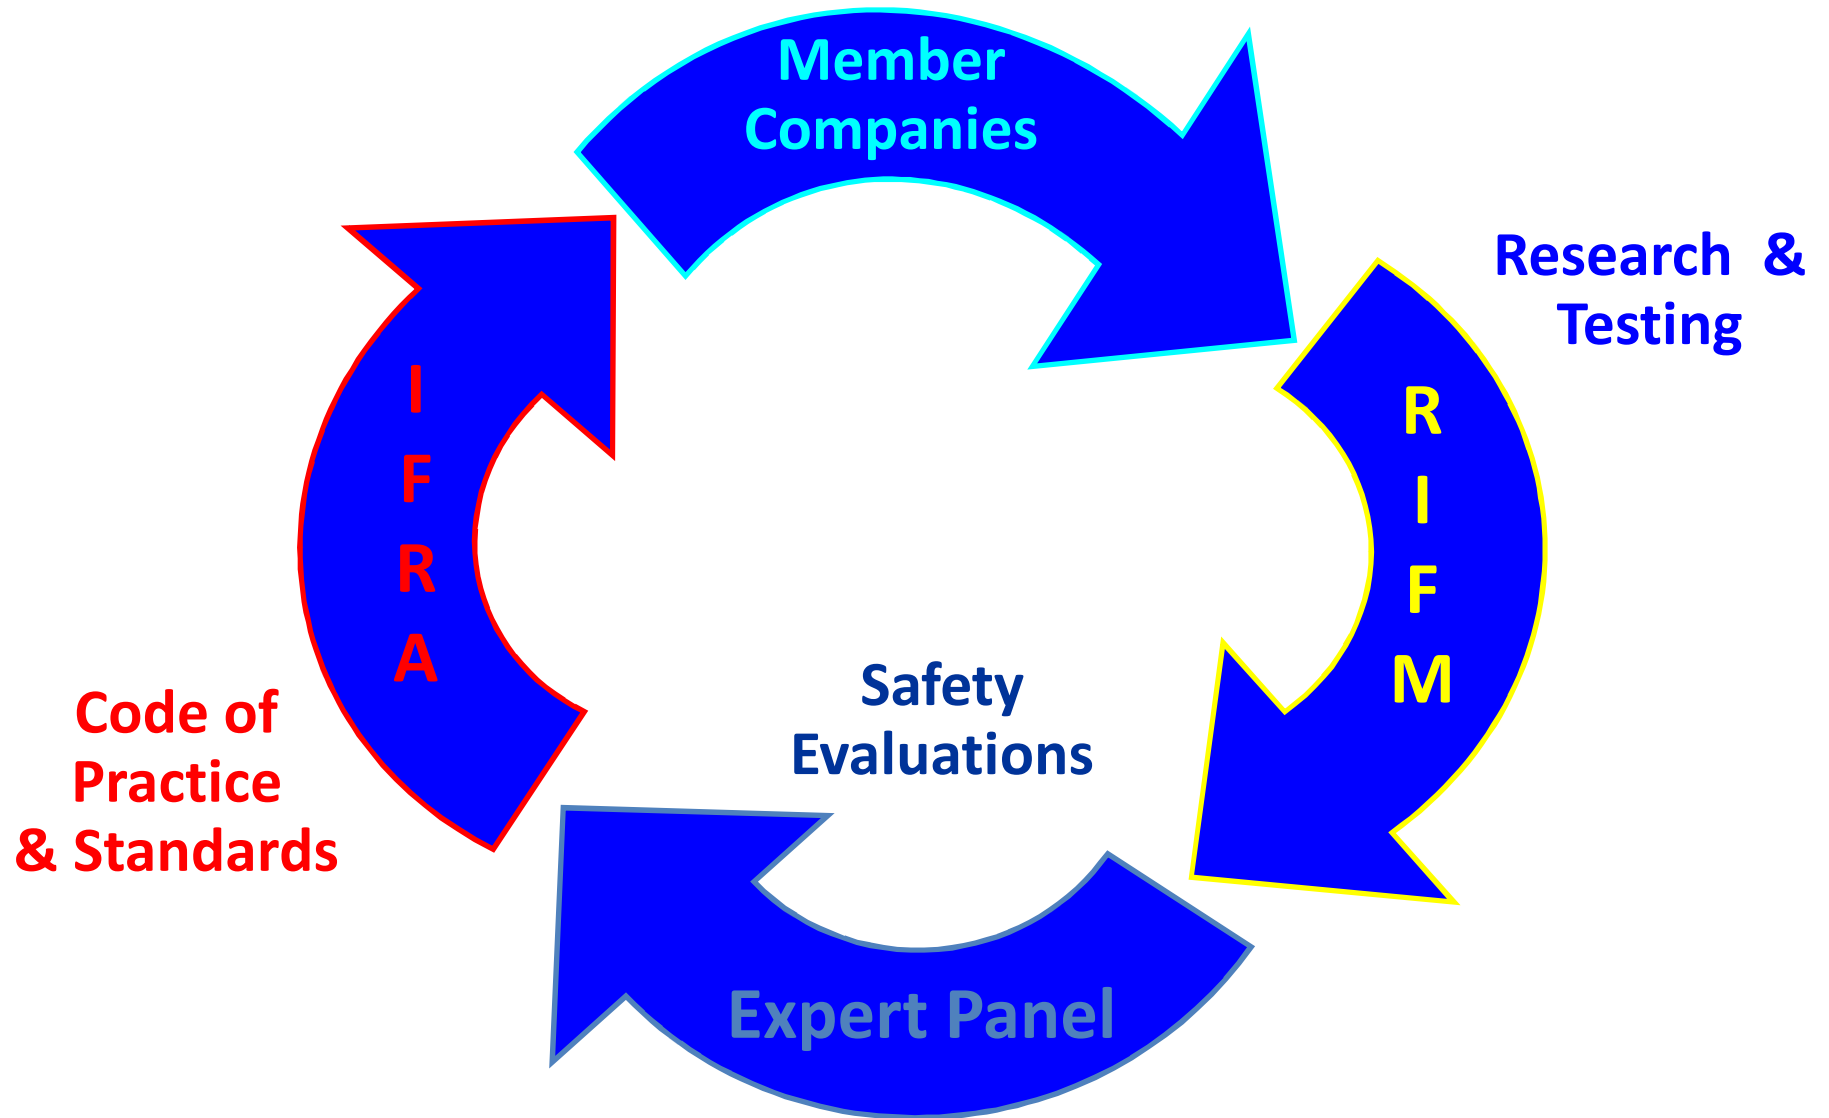 Member
Companies
Research &
Testing
R
I
F
M
Safety
Evaluations
Expert Panel
I
F
R
A
Code of
Practice
& Standards